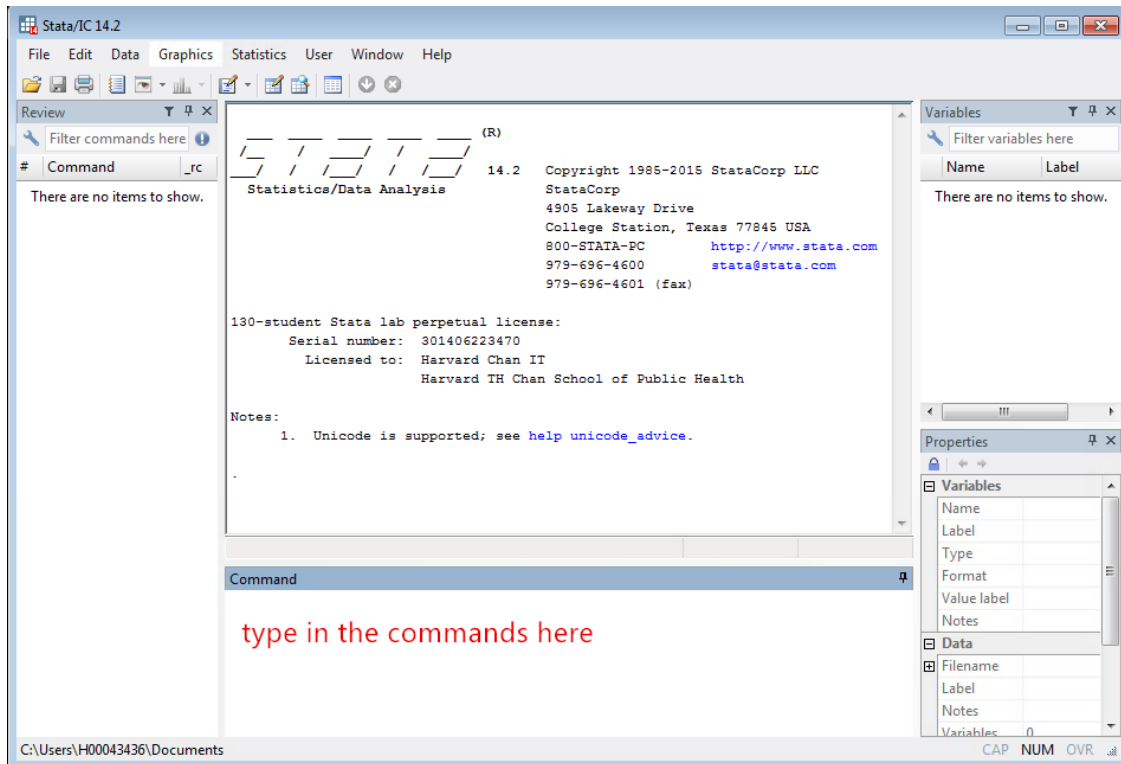 Stata/IC 14.2
File Edit Data Graphics Statistics User Window Help
Review
Filter commands here
# Command _rc
There are no items to show.
(R)
STATA 14.2 Copyright 1985-2015 StataCorp LLC
Statistics/Data Analysis StataCorp
4905 Lakeway Drive
College Station, Texas 77845 USA
800-STATA-PC http://www.stata.com
979-696-4600 stata@stata.com
979-696-4601 (fax)
130-student Stata lab perpetual license:
Serial number: 301406223470
Licensed to: Harvard Chan IT
Harvard TH Chan School of Public Health
Notes:
1. Unicode is supported; see help unicode_advice.
.
Command
type in the commands here
Variables
Filter variables here
Name Label
There are no items to show.
Properties
Variables
Name
Label
Type
Format
Value label
Notes
Data
Filename
Label
Notes
Variables 0
C:\Users\H00043436\Documents
CAP NUM OVR